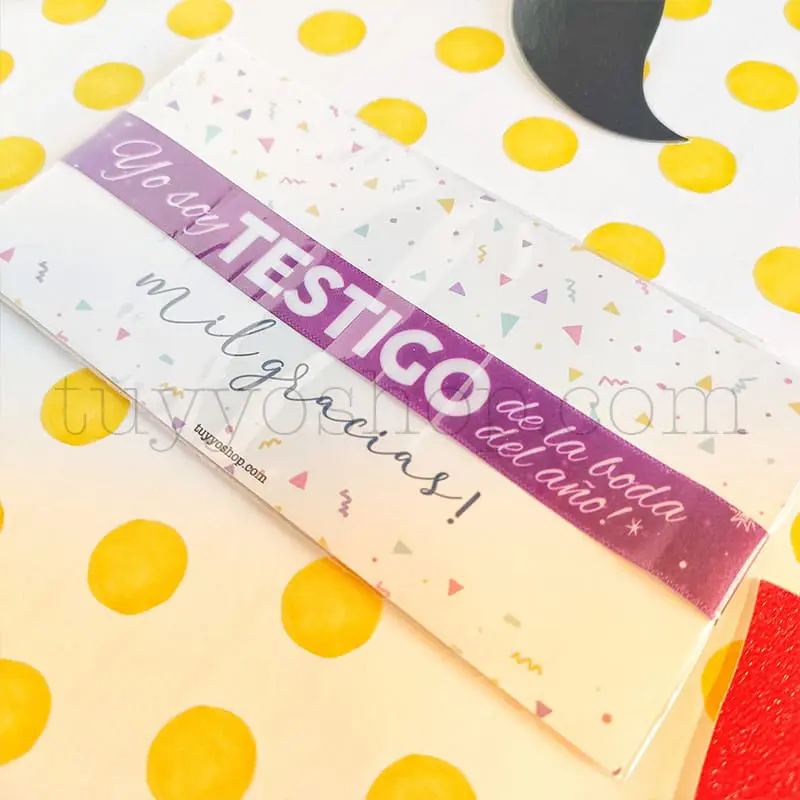 Yo soy TESTIGO de la boda
del año!
mil gracias!
tuyyoshop.com
tuyyoshop.com